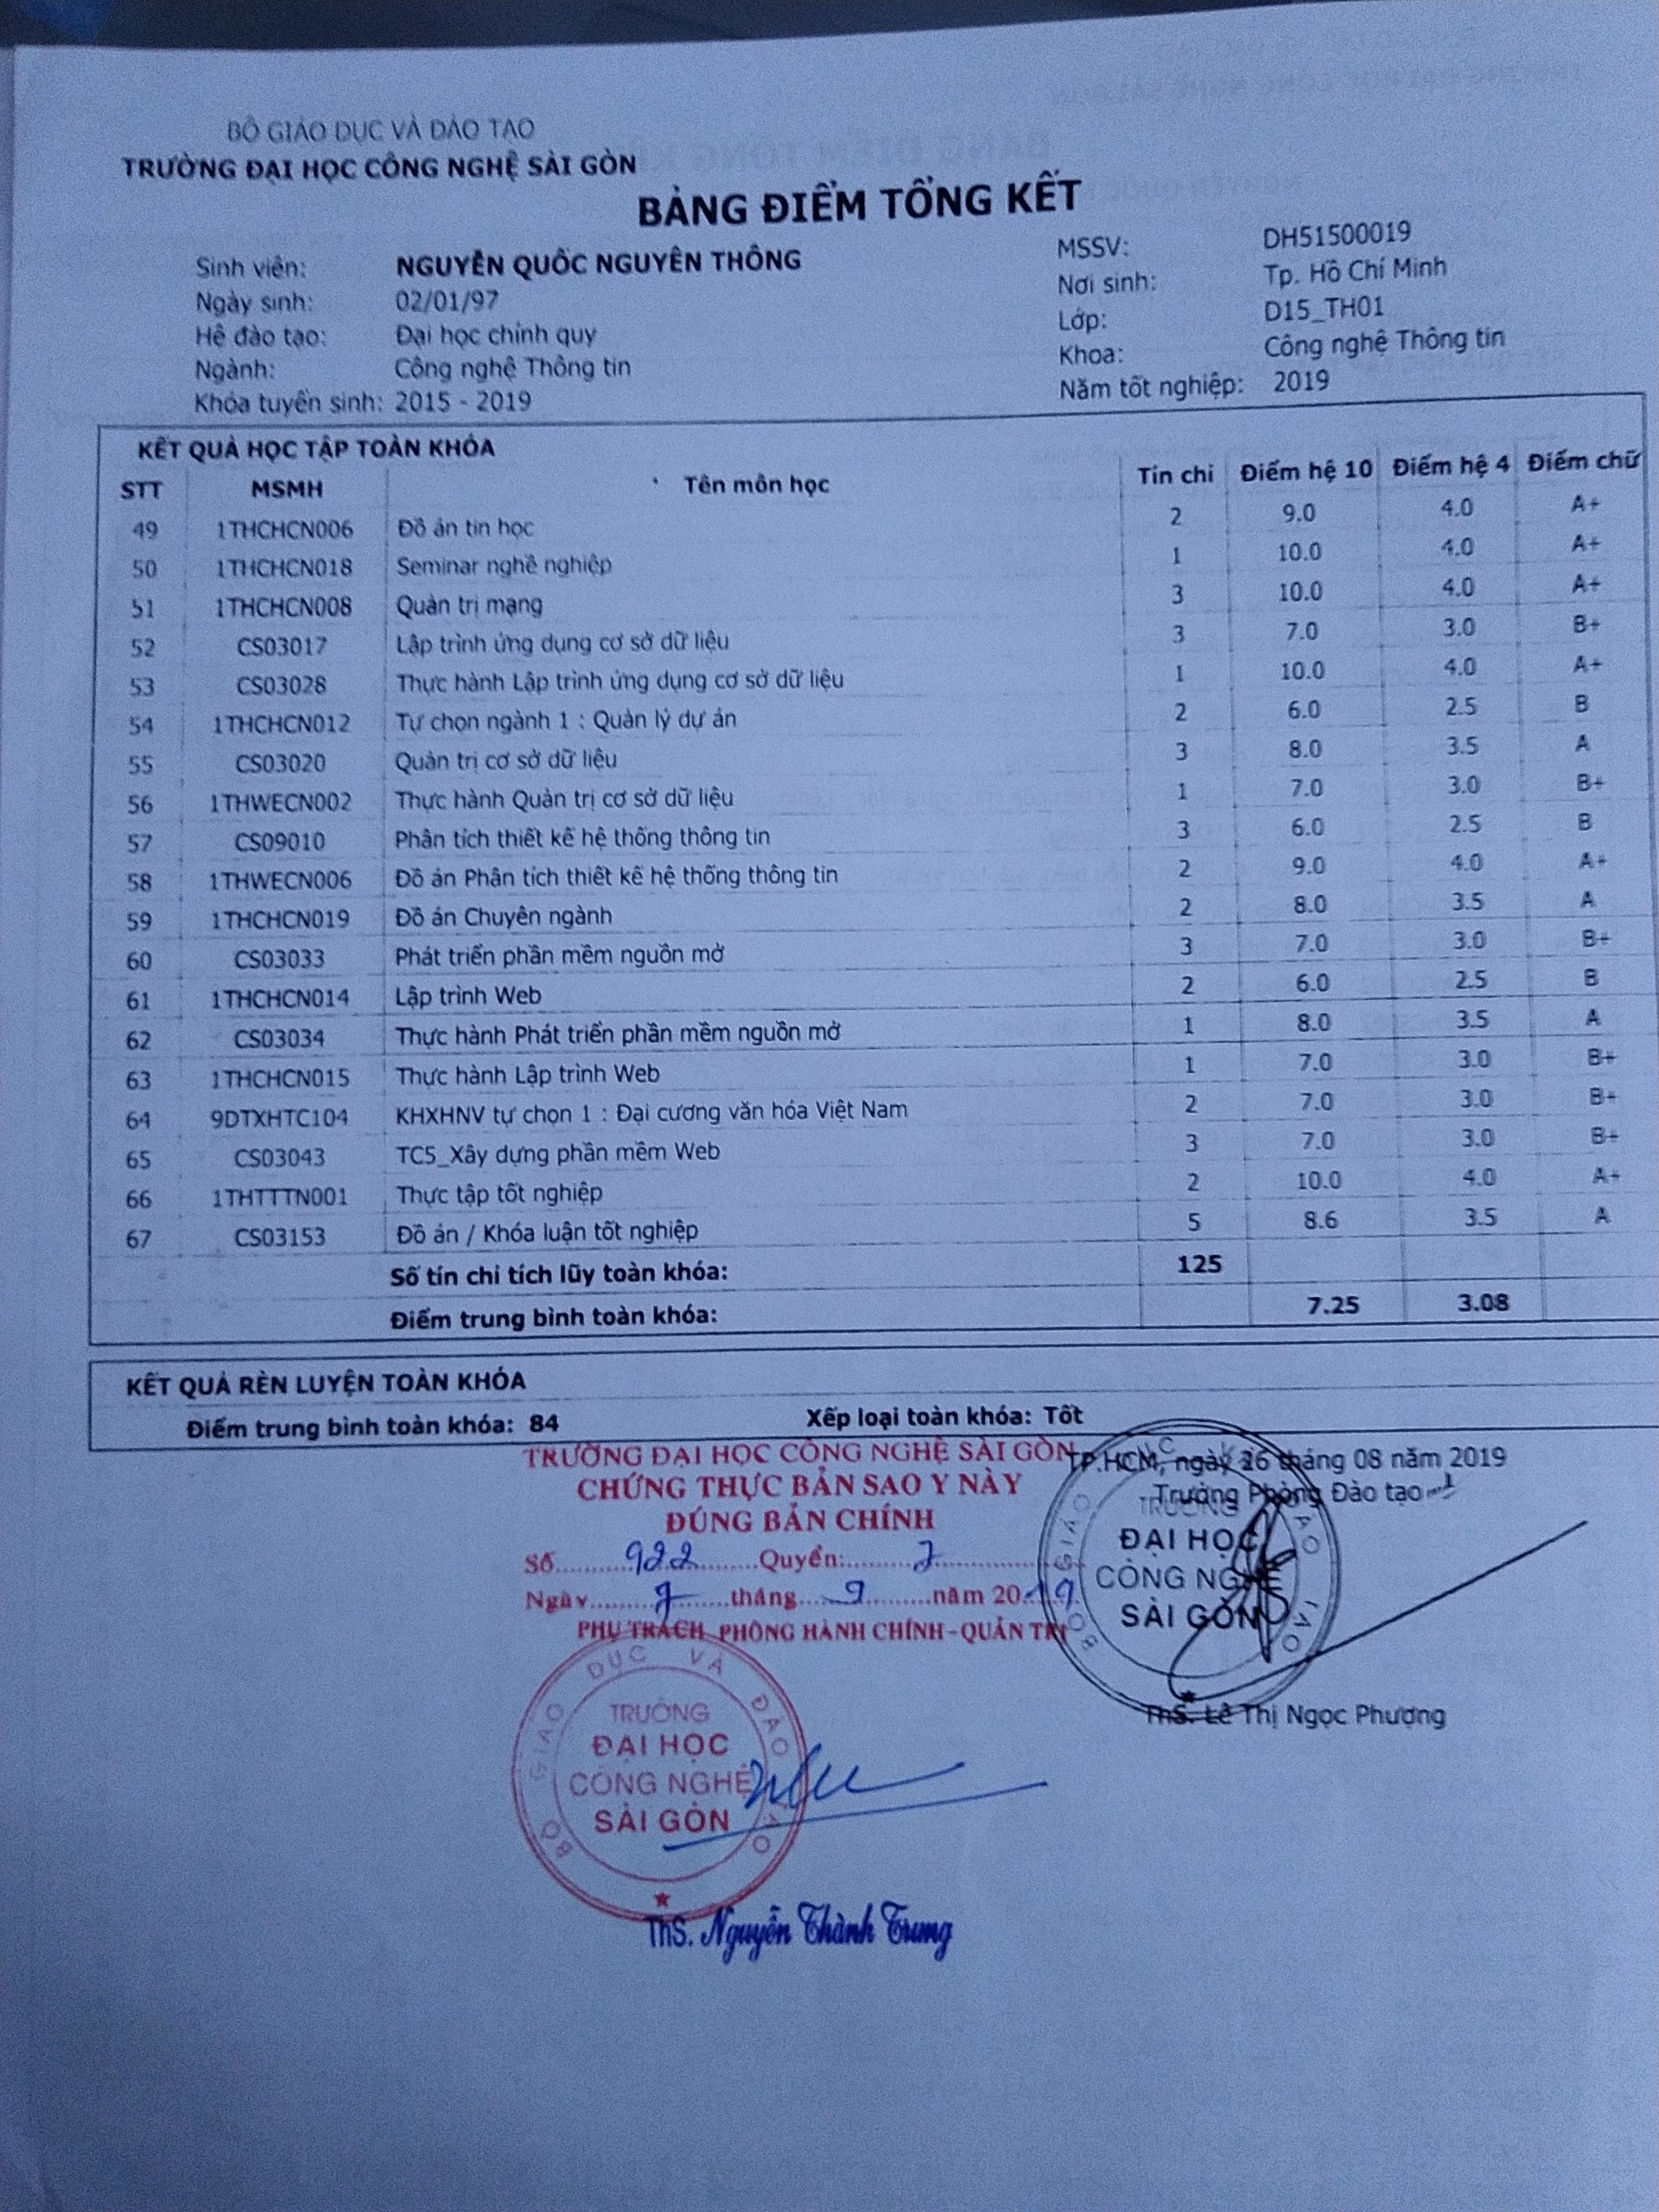 BỘ GIÁO DỤC VÀ ĐÀO TẠO
TRƯỜNG ĐẠI HỌC CÔNG NGHỆ SÀI GÒN
BẢNG ĐIỂM TỔNG KẾT
Sinh viên: NGUYỄN QUỐC NGUYÊN THÔNG MSSV: DH51500019
Ngày sinh: 02/01/97 Nơi sinh: Tp. Hồ Chí Minh
Hệ đào tạo: Đại học chính quy Lớp: D15_TH01
Ngành: Công nghệ Thông tin Khoa: Công nghệ Thông tin
Khóa tuyển sinh: 2015 - 2019 Năm tốt nghiệp: 2019
KẾT QUẢ HỌC TẬP TOÀN KHÓA
STT MSMH Tên môn học Tín chỉ Điểm hệ 10 Điểm hệ 4 Điểm chữ
49 1THCHCN006 Đồ án tin học 2 9.0 4.0 A+
50 1THCHCN018 Seminar nghề nghiệp 1 10.0 4.0 A+
51 1THCHCN008 Quản trị mạng 3 10.0 4.0 A+
52 CS03017 Lập trình ứng dụng cơ sở dữ liệu 3 7.0 3.0 B+
53 CS03028 Thực hành Lập trình ứng dụng cơ sở dữ liệu 1 10.0 4.0 A+
54 1THCHCN012 Tự chọn ngành 1 : Quản lý dự án 2 6.0 2.5 B
55 CS03020 Quản trị cơ sở dữ liệu 3 8.0 3.5 A
56 1THWECN002 Thực hành Quản trị cơ sở dữ liệu 1 7.0 3.0 B+
57 CS09010 Phân tích thiết kế hệ thống thông tin 3 6.0 2.5 B
58 1THWECN006 Đồ án Phân tích thiết kế hệ thống thông tin 2 9.0 4.0 A+
59 1THCHCN019 Đồ án Chuyên ngành 2 8.0 3.5 A
60 CS03033 Phát triển phần mềm nguồn mở 3 7.0 3.0 B+
61 1THCHCN014 Lập trình Web 2 6.0 2.5 B
62 CS03034 Thực hành Phát triển phần mềm nguồn mở 1 8.0 3.5 A
63 1THCHCN015 Thực hành Lập trình Web 1 7.0 3.0 B+
64 9DTXHTC104 KHXHNV tự chọn 1 : Đại cương văn hóa Việt Nam 2 7.0 3.0 B+
65 CS03043 TC5_Xây dựng phần mềm Web 3 7.0 3.0 B+
66 1THTTTN001 Thực tập tốt nghiệp 2 10.0 4.0 A+
67 CS03153 Đồ án / Khóa luận tốt nghiệp 5 8.6 3.5 A
Số tín chỉ tích lũy toàn khóa: 125
Điểm trung bình toàn khóa: 7.25 3.08
KẾT QUẢ RÈN LUYỆN TOÀN KHÓA
Điểm trung bình toàn khóa: 84 Xếp loại toàn khóa: Tốt
TP.HCM, ngày 26 tháng 08 năm 2019
Trưởng Phòng Đào tạo
BỘ GIÁO DỤC VÀ ĐÀO TẠO
TRƯỜNG
ĐẠI HỌC
CÔNG NGHỆ
SÀI GÒN
ThS. Lê Thị Ngọc Phượng
TRƯỜNG ĐẠI HỌC CÔNG NGHỆ SÀI GÒN
CHỨNG THỰC BẢN SAO Y NÀY
ĐÚNG BẢN CHÍNH
Số 922 Quyển: 2
Ngày 9 tháng 9 năm 2019
PHỤ TRÁCH PHÒNG HÀNH CHÍNH - QUẢN TRỊ
BỘ GIÁO DỤC VÀ ĐÀO TẠO
TRƯỜNG
ĐẠI HỌC
CÔNG NGHỆ
SÀI GÒN
ThS. Nguyễn Thành Trung